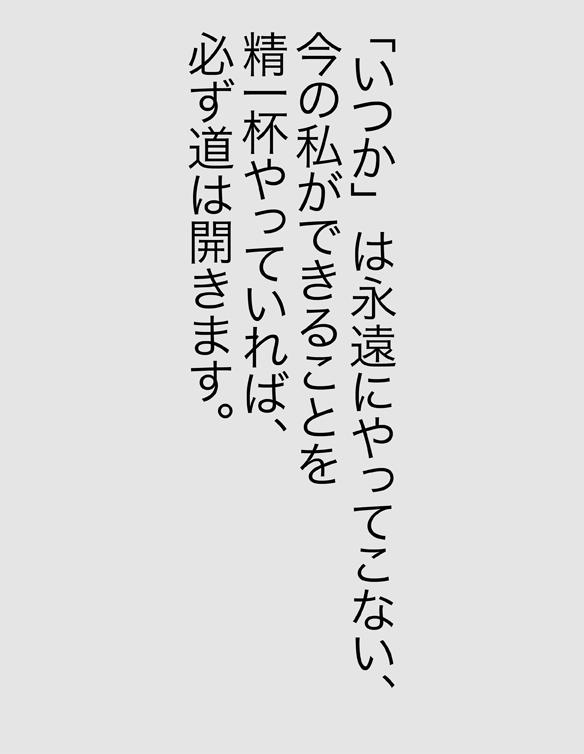 「いつか」は永遠にやってこない、
今の私ができることを
精一杯やっていれば、
必ず道は開きます。